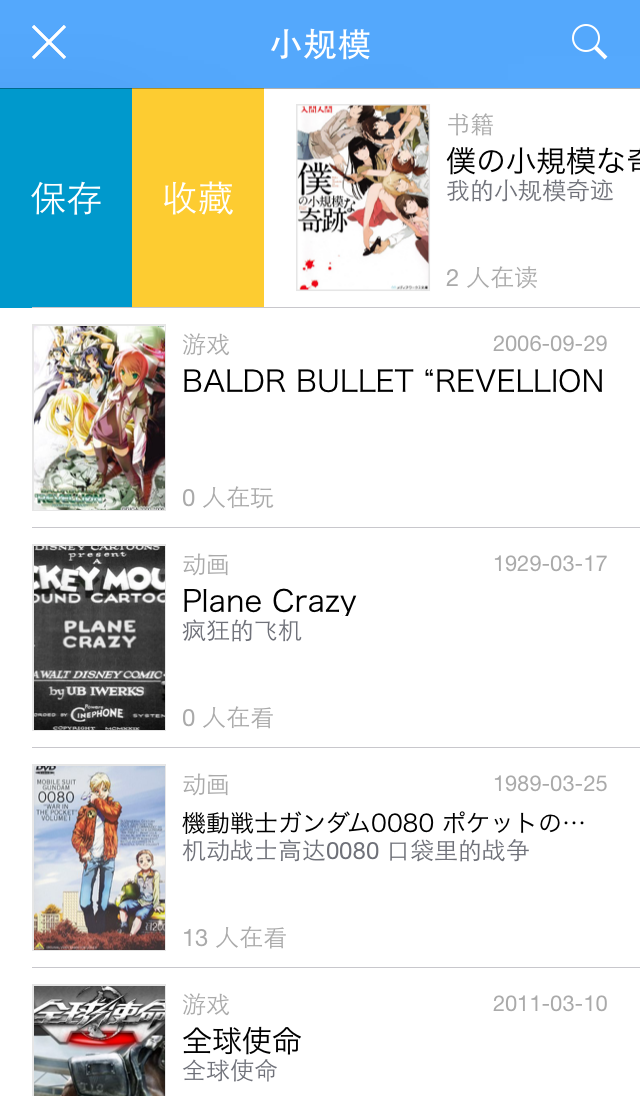 小规模
保存
收藏
入間人間
僕
の小規模な
奇跡
书籍
僕の小規模な奇
我的小规模奇迹
2 人在读
游戏
2006-09-29
BALDR BULLET “REVELLION
0 人在玩
DISNEY CARTOONS
present
A
CKEY MOU
OUND CARTOO
PLANE
CRAZY
A WALT DISNEY COMIC
by UB IWERKS
Powers
CINEPHONE
SYSTEM
COPYRIGHT MCMXXIX
动画
1929-03-17
Plane Crazy
疯狂的飞机
0 人在看
DVD
MOBILE SUIT
GUNDAM
0080
"WAR IN
THE POCKET"
VOLUME.1
动画
1989-03-25
機動戦士ガンダム0080 ポケットの…
机动战士高达0080 口袋里的战争
13 人在看
全球使命
游戏
2011-03-10
全球使命
全球使命